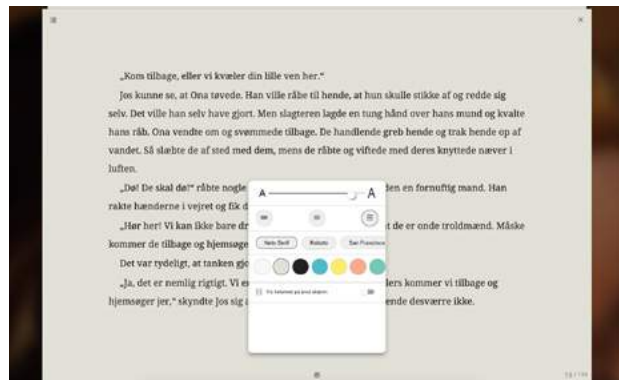 „Kom tilbage, eller vi kvæler din lille ven her.“
Jos kunne se, at Ona tøvede. Han ville råbe til hende, at hun skulle stikke af og redde sig
selv. Det ville han selv have gjort. Men slagteren lagde en tung hånd over hans mund og kvalte
hans råb. Ona vendte om og svømmede tilbage. De handlende greb hende og trak hende op af
vandet. Så slæbte de af sted med dem, mens de råbte og viftede med deres knyttede næver i
luften.
„Dø! De skal dø!“ råbte nogle
den en fornuftig mand. Han
rakte hænderne i vejret og fik d
„Hør her! Vi kan ikke bare dr
t de er onde troldmænd. Måske
kommer de tilbage og hjemsøge
Det var tydeligt, at tanken gjo
„Ja, det er nemlig rigtigt. Vi e
lers kommer vi tilbage og
hjemsøger jer,“ skyndte Jos sig a
ende desværre ikke.
A A
Noto Serif Roboto San Francisco